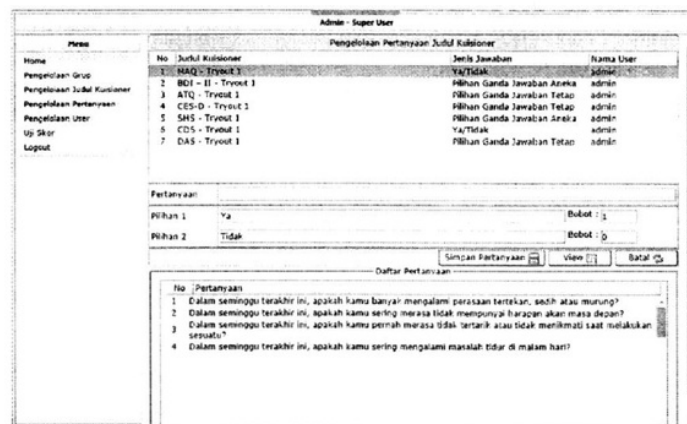 Admin - Super User
Menu
Home
Pengelolaan Grup
Pengelolaan Judul Kuisioner
Pengelolaan Pertanyaan
Pengelolaan User
Uji Skor
Logout
Pengelolaan Pertanyaan Judul Kuisioner
No Judul Kuisioner Jenis Jawaban Nama User
1 MAQ - Tryout 1 Ya/Tidak admin
2 BDI - II - Tryout 1 Pilihan Ganda Jawaban Aneka admin
3 ATQ - Tryout 1 Pilihan Ganda Jawaban Tetap admin
4 CES-D - Tryout 1 Pilihan Ganda Jawaban Tetap admin
5 SHS - Tryout 1 Pilihan Ganda Jawaban Aneka admin
6 CDS - Tryout 1 Ya/Tidak admin
7 DAS - Tryout 1 Pilihan Ganda Jawaban Tetap admin
Pertanyaan
Pilihan 1 Ya Bobot : 1
Pilihan 2 Tidak Bobot : 0
Simpan Pertanyaan View Batal
Daftar Pertanyaan
No Pertanyaan
1 Dalam seminggu terakhir ini, apakah kamu banyak mengalami perasaan tertekan, sedih atau murung?
2 Dalam seminggu terakhir ini, apakah kamu sering merasa tidak mempunyai harapan akan masa depan?
3 Dalam seminggu terakhir ini, apakah kamu pernah merasa tidak tertarik atau tidak menikmati saat melakukan
sesuatu?
4 Dalam seminggu terakhir ini, apakah kamu sering mengalami masalah tidur di malam hari?